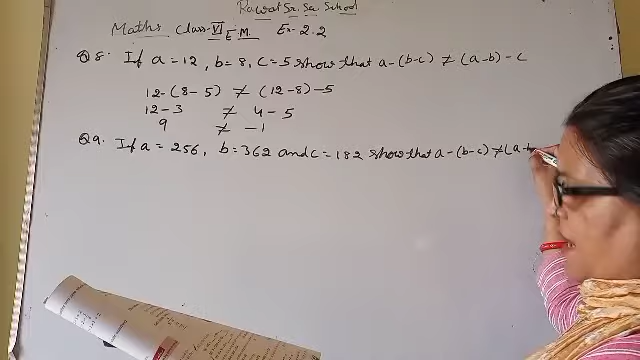 Rawat Sr. Se. School
Maths Class-VI E.M. Ex-2.2
Q8. If a = 12, b = 8, c = 5 show that a-(b-c) ≠ (a-b)-c
12-(8-5) ≠ (12-8)-5
12-3 ≠ 4-5
9 ≠ -1
Q9. If a = 256, b = 362 and c = 182 show that a-(b-c) ≠ (a-b